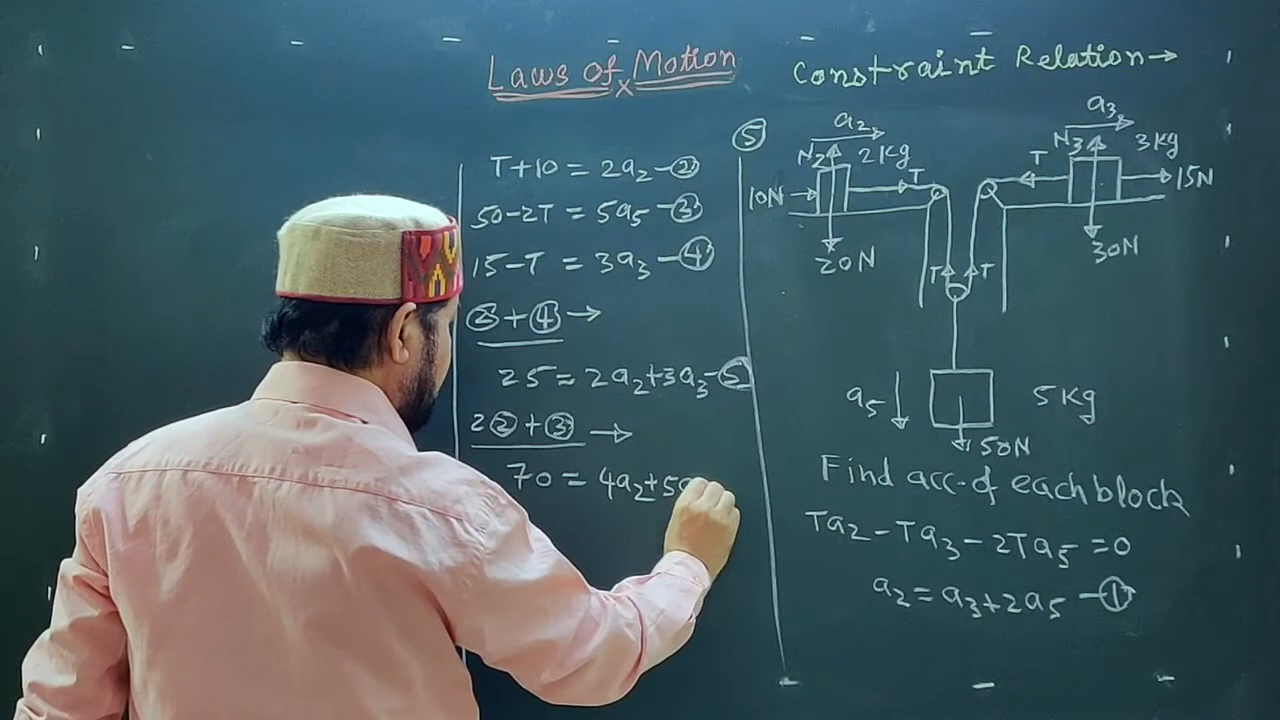 Laws of Motion
x
Constraint Relation→
T+10 = 2a₂ -②
50-2T = 5a₅ -③
15-T = 3a₃ -④
②+④→
25 = 2a₂+3a₃ -⑤
2②+③ →
70 = 4a₂+5a
⑤
a₂
N₂
2Kg
T
10N
20N
a₃
N₃
3Kg
T
15N
30N
T T
a₅
5Kg
50N
Find acc. of each block
Ta₂ - Ta₃ - 2Ta₅ = 0
a₂ = a₃+2a₅ -①